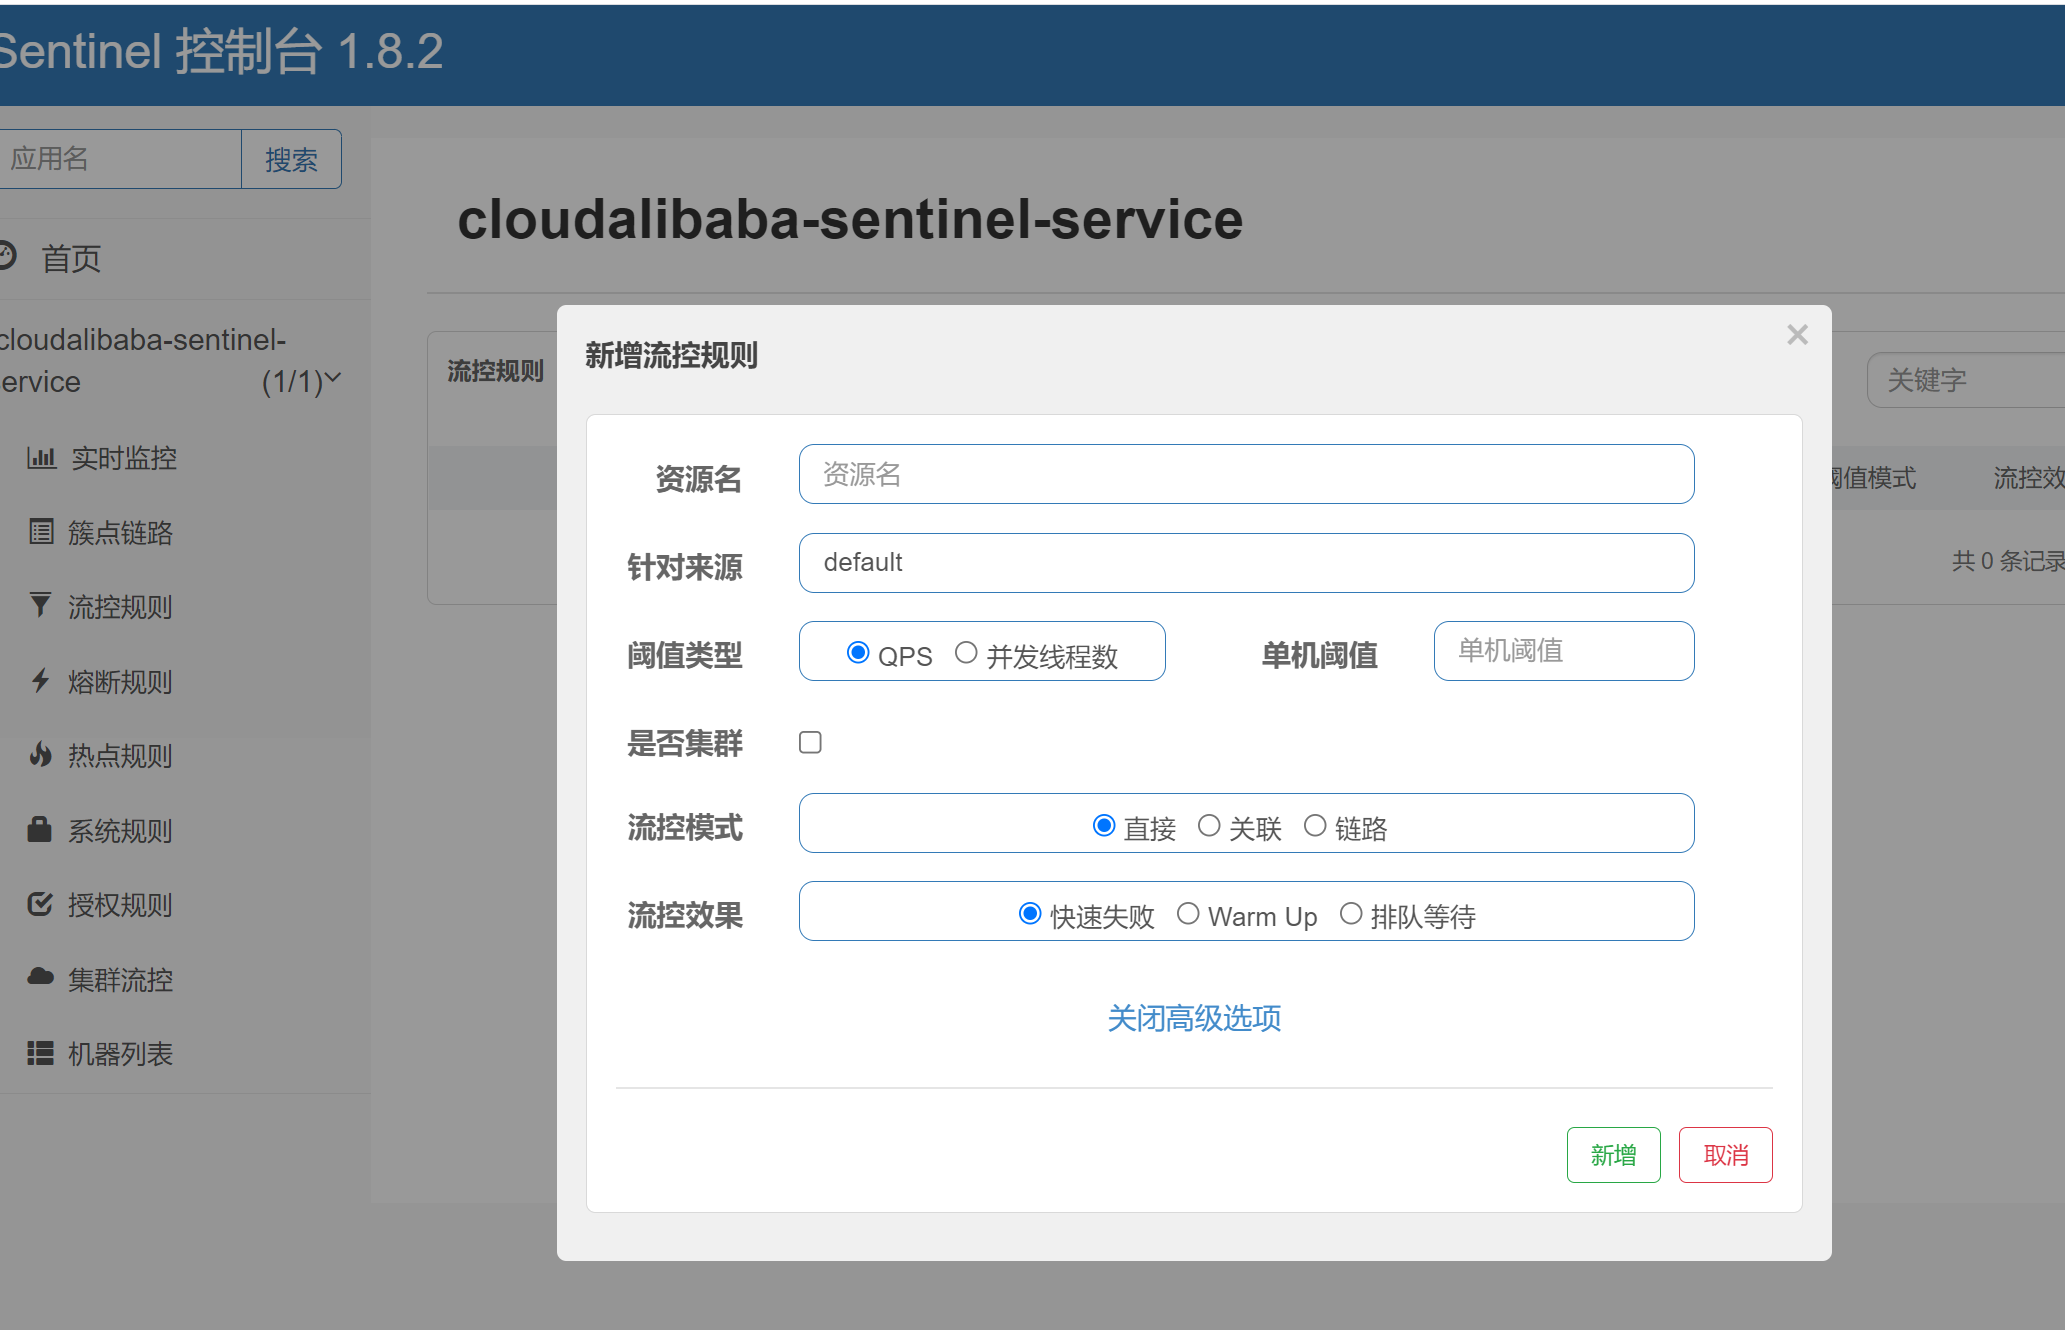 Sentinel 控制台 1.8.2
应用名 搜索
首页
cloudalibaba-sentinel-
ervice (1/1)
实时监控
簇点链路
流控规则
熔断规则
热点规则
系统规则
授权规则
集群流控
机器列表
cloudalibaba-sentinel-service
流控规则
关键字
阈值模式 流控效
共 0 条记录
新增流控规则
×
资源名 资源名
针对来源 default
阈值类型 QPS 并发线程数 单机阈值 单机阈值
是否集群
流控模式 直接 关联 链路
流控效果 快速失败 Warm Up 排队等待
关闭高级选项
新增 取消